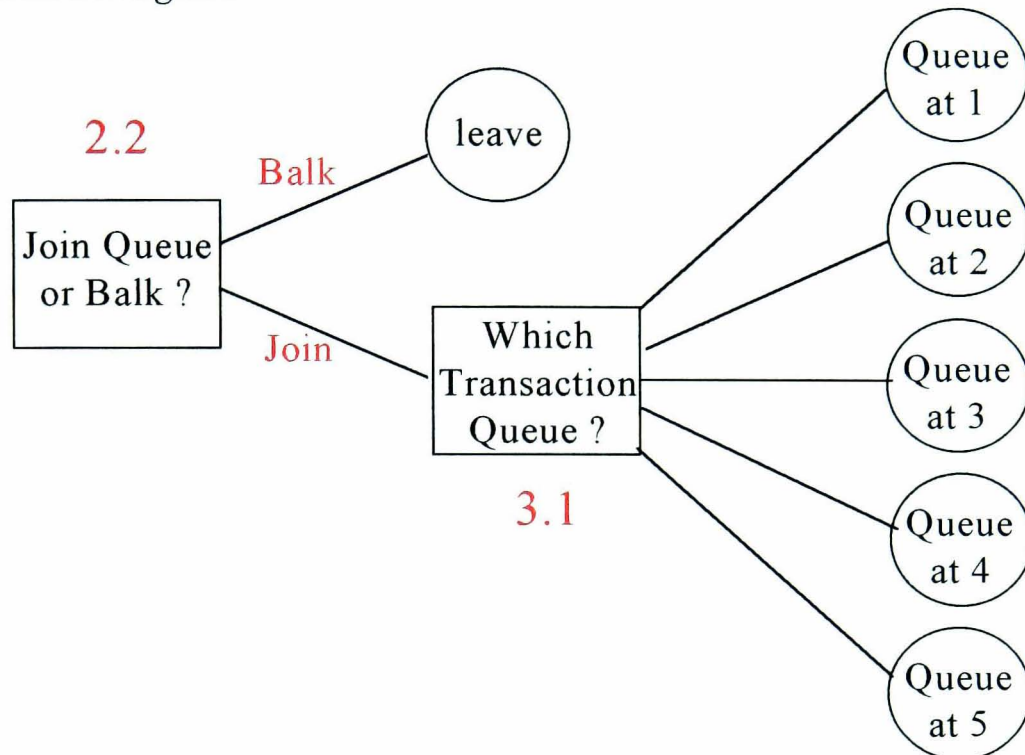 2.2
Join Queue
or Balk ?
Balk
Join
leave
Which
Transaction
Queue ?
3.1
Queue
at 1
Queue
at 2
Queue
at 3
Queue
at 4
Queue
at 5